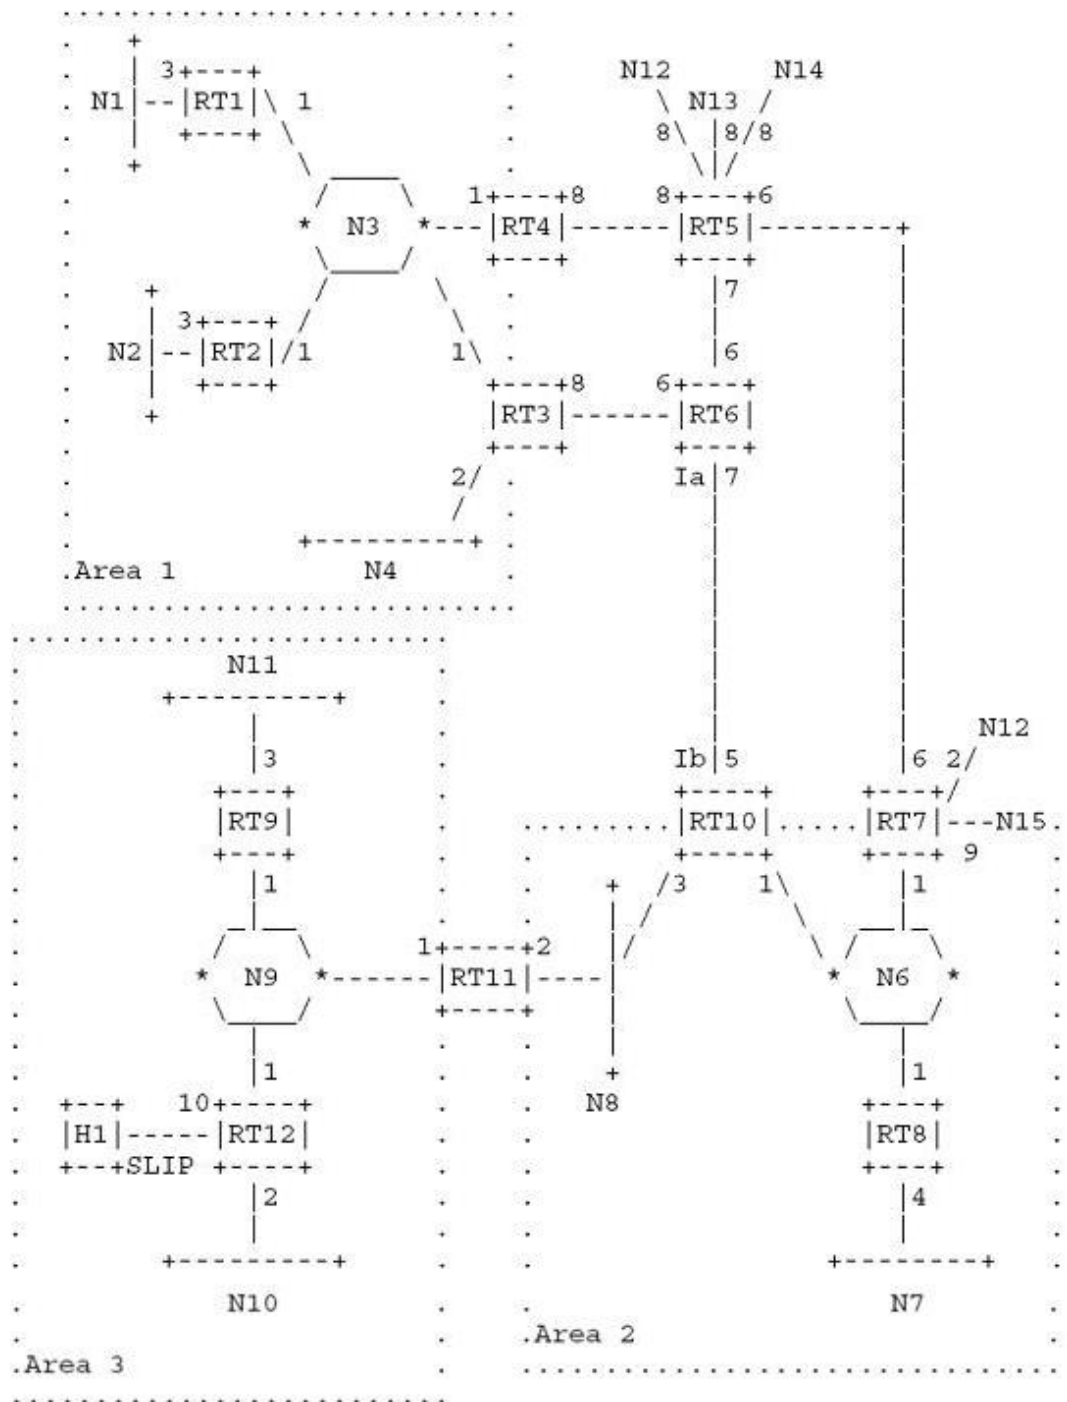 3
N1 RT1 1
N12 N14
N13
8 8 8
N3
1 RT4 8
8 RT5 6
7
3
N2 RT2 1
1
6
RT3 8
6 RT6
2
Ia 7
Area 1 N4
N11
3
N12
Ib 5
6 2
RT9
RT10 RT7 N15
9
1
3 1
1
N9
1 RT11 2
N6
1
N8
1
10
H1 RT12
RT8
SLIP
2
4
N10
N7
Area 2
Area 3